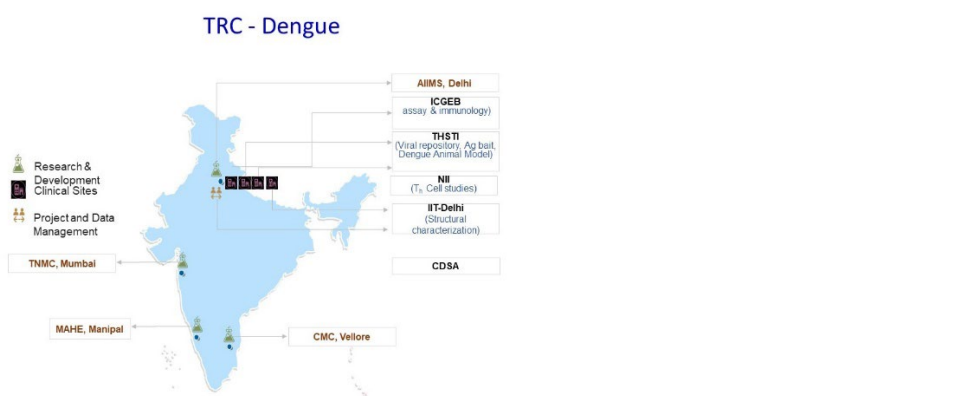 TRC - Dengue
AIIMS, Delhi
ICGEB
assay & immunology)
THSTI
(Viral repository, Ag bait,
Dengue Animal Model)
NII
Cell studies)
IIT-Delhi
(Structural
characterization)
CDSA
Research &
Development
Clinical Sites
Project and Data
Management
TNMC, Mumbai
MAHE, Manipal
CMC, Vellore